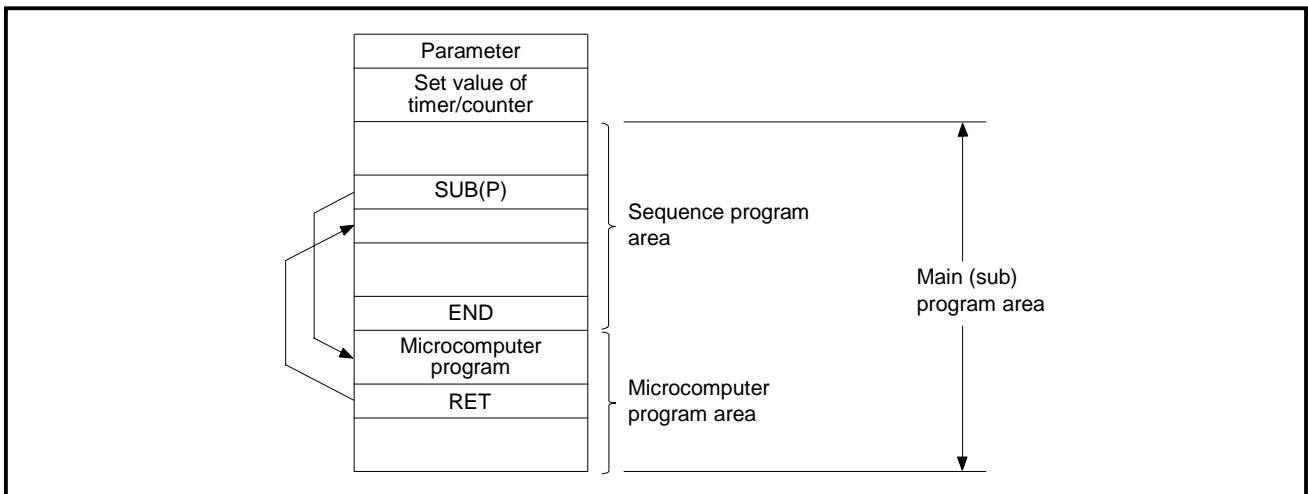 Parameter
Set value of
timer/counter
SUB(P)
Sequence program
area
Main (sub)
program area
END
Microcomputer
program
RET
Microcomputer
program area